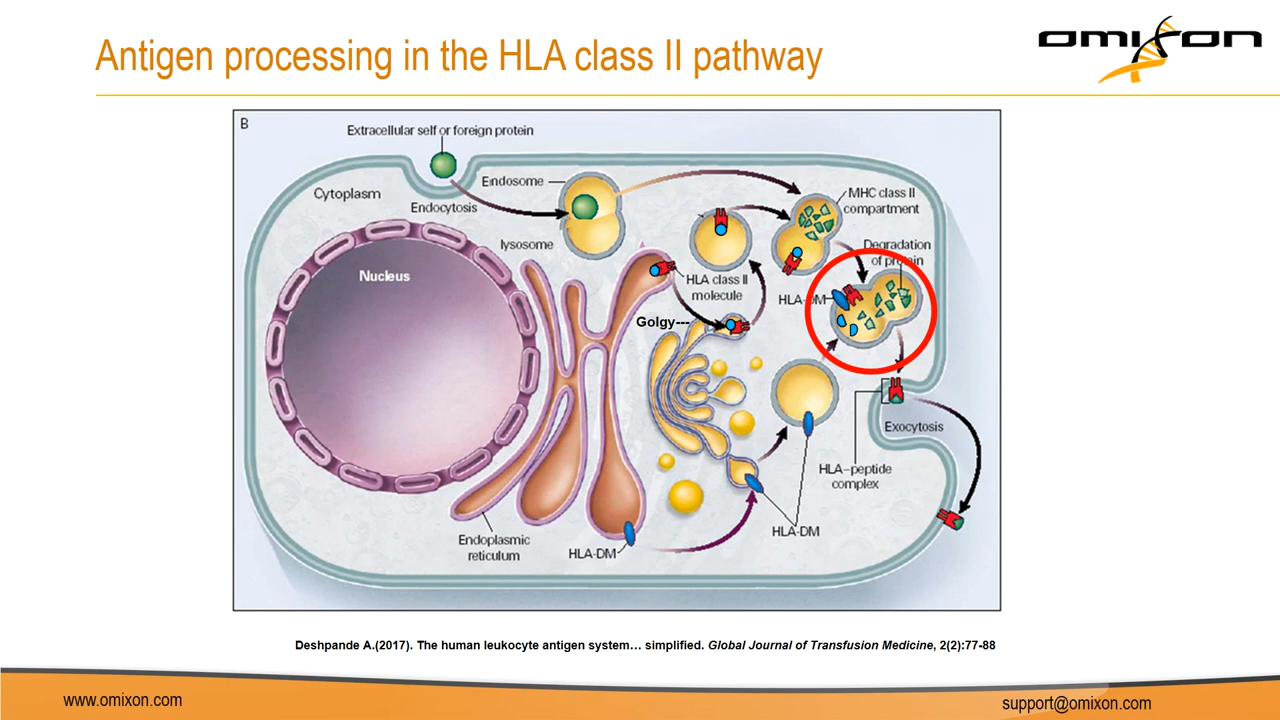 Antigen processing in the HLA class II pathway
omixon
B
Extracellular self or foreign protein
Cytoplasm
Endocytosis
Endosome
lysosome
MHC class II
compartment
Degradation
of protein
Nucleus
HLA class II
molecule
HLA-DM
Golgy---
Exocytosis
HLA–peptide
complex
HLA-DM
Endoplasmic
reticulum
HLA-DM
Deshpande A.(2017). The human leukocyte antigen system… simplified. Global Journal of Transfusion Medicine, 2(2):77-88
www.omixon.com
support@omixon.com